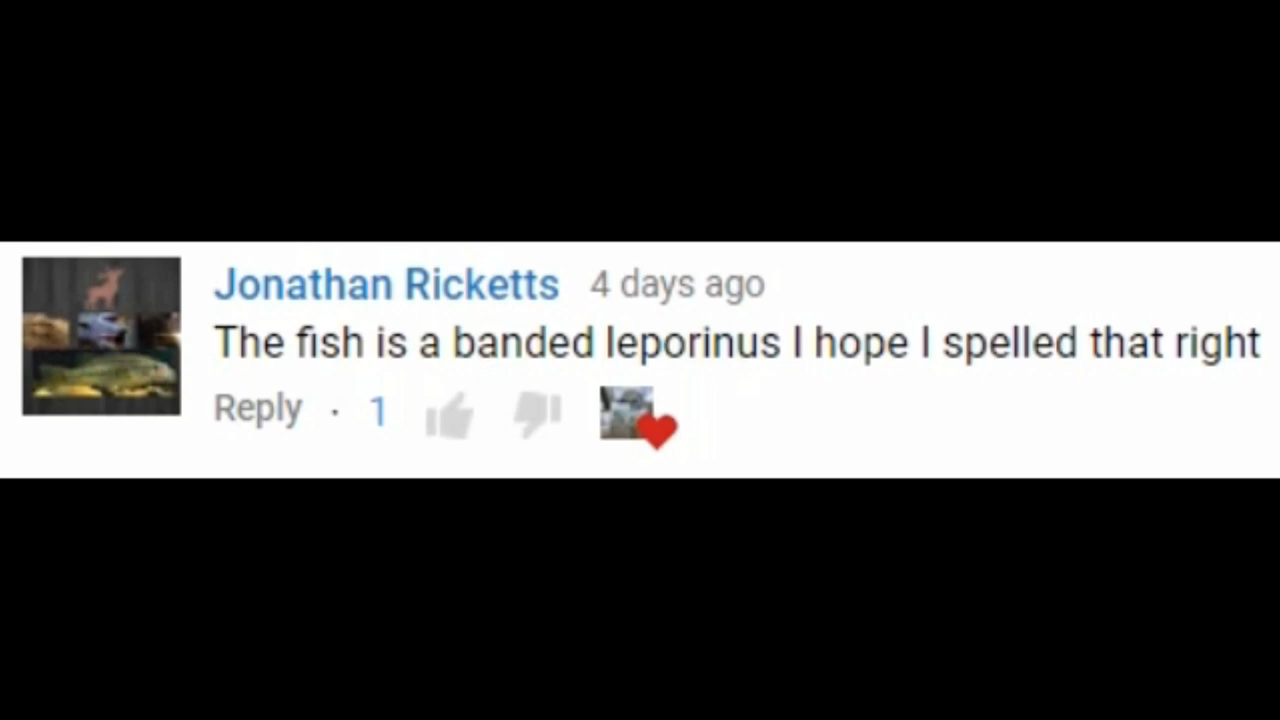 Jonathan Ricketts 4 days ago
The fish is a banded leporinus I hope I spelled that right
Reply · 1